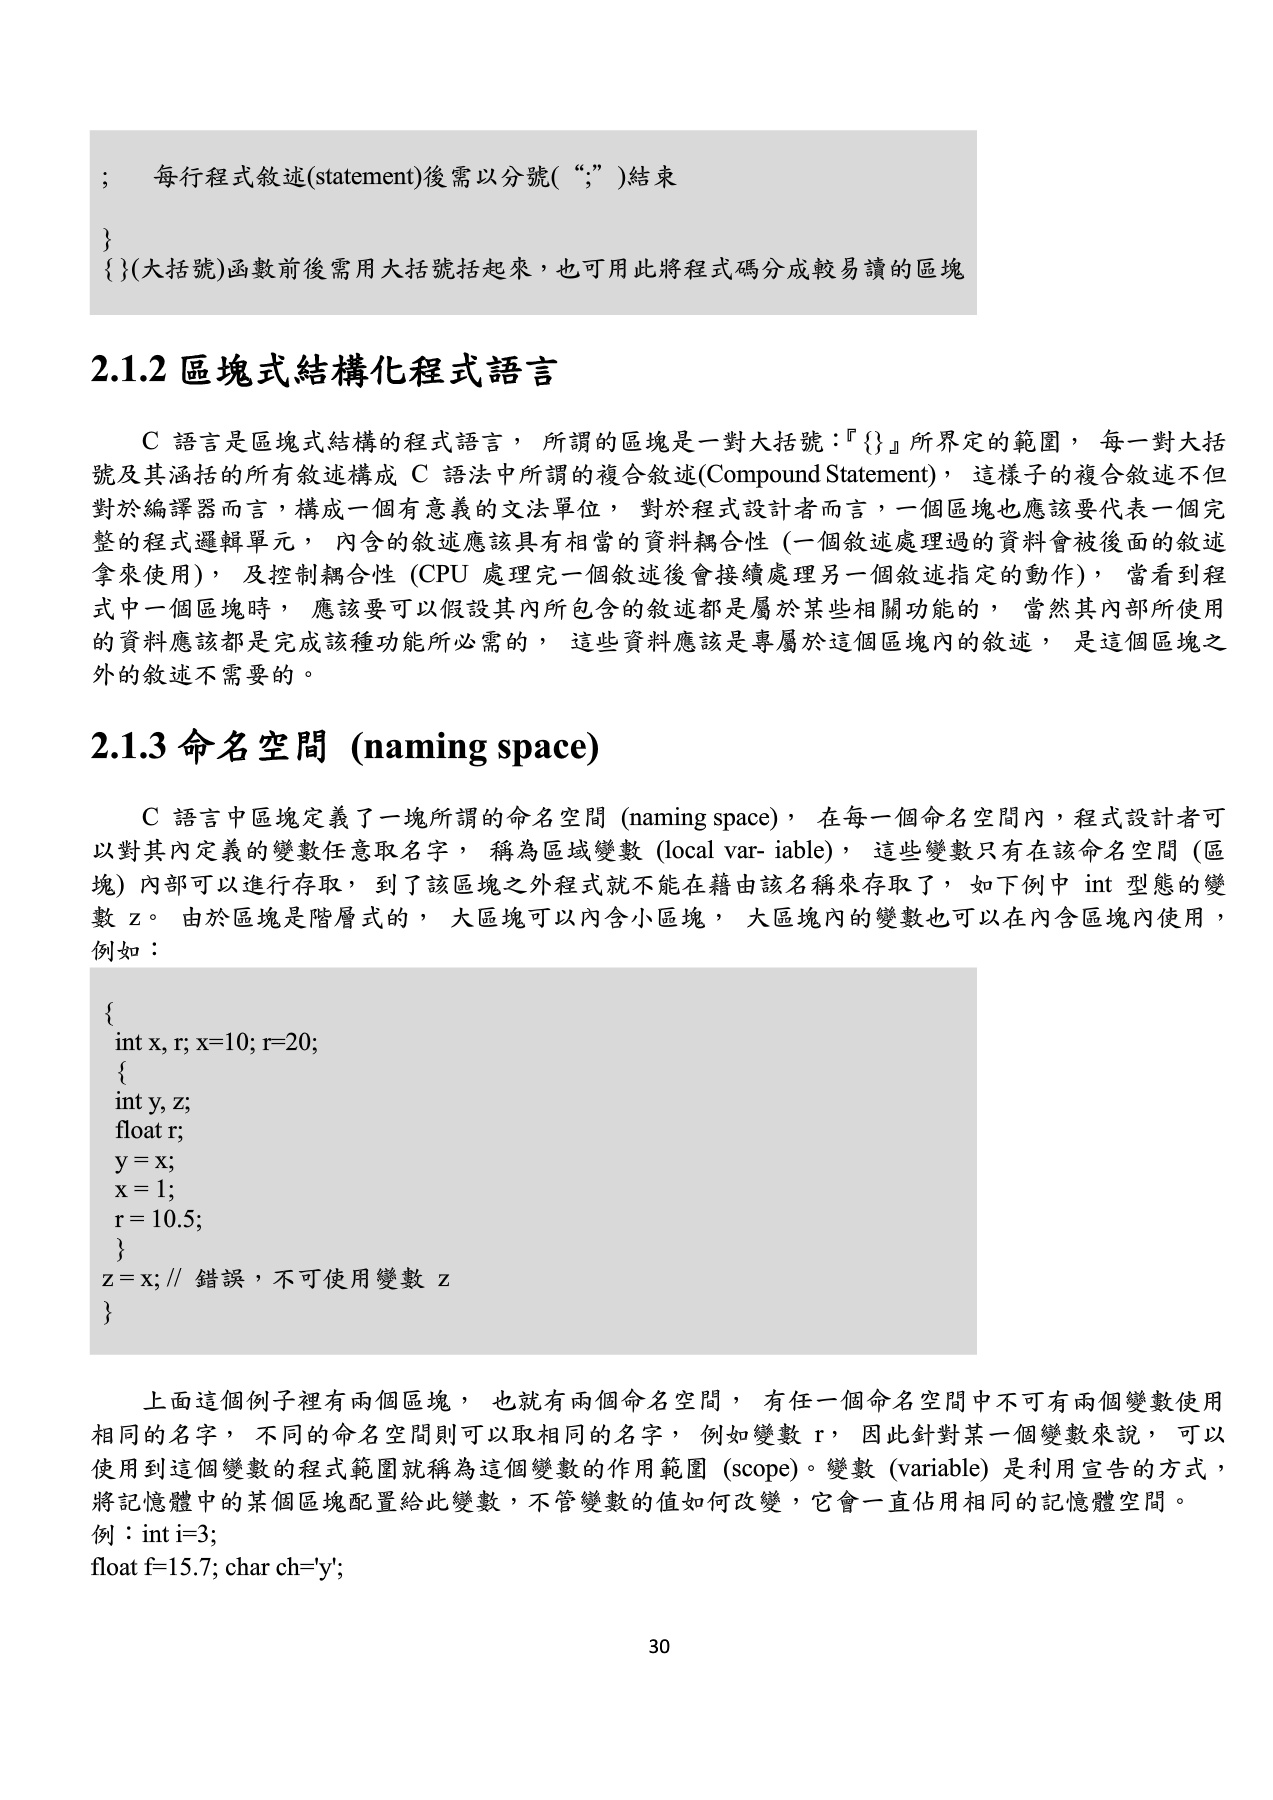 ;　每行程式敘述(statement)後需以分號(“;”)結束
}
{ }(大括號)函數前後需用大括號括起來，也可用此將程式碼分成較易讀的區塊
2.1.2 區塊式結構化程式語言
C 語言是區塊式結構的程式語言， 所謂的區塊是一對大括號：『{}』所界定的範圍， 每一對大括
號及其涵括的所有敘述構成 C 語法中所謂的複合敘述(Compound Statement)， 這樣子的複合敘述不但
對於編譯器而言，構成一個有意義的文法單位， 對於程式設計者而言，一個區塊也應該要代表一個完
整的程式邏輯單元， 內含的敘述應該具有相當的資料耦合性 (一個敘述處理過的資料會被後面的敘述
拿來使用)， 及控制耦合性 (CPU 處理完一個敘述後會接續處理另一個敘述指定的動作)， 當看到程
式中一個區塊時， 應該要可以假設其內所包含的敘述都是屬於某些相關功能的， 當然其內部所使用
的資料應該都是完成該種功能所必需的， 這些資料應該是專屬於這個區塊內的敘述， 是這個區塊之
外的敘述不需要的。
2.1.3 命名空間 (naming space)
C 語言中區塊定義了一塊所謂的命名空間 (naming space)， 在每一個命名空間內，程式設計者可
以對其內定義的變數任意取名字， 稱為區域變數 (local var- iable)， 這些變數只有在該命名空間 (區
塊) 內部可以進行存取， 到了該區塊之外程式就不能在藉由該名稱來存取了， 如下例中 int 型態的變
數 z。 由於區塊是階層式的， 大區塊可以內含小區塊， 大區塊內的變數也可以在內含區塊內使用，
例如：
{
int x, r; x=10; r=20;
{
int y, z;
float r;
y = x;
x = 1;
r = 10.5;
}
z = x; // 錯誤，不可使用變數 z
}
上面這個例子裡有兩個區塊， 也就有兩個命名空間， 有任一個命名空間中不可有兩個變數使用
相同的名字， 不同的命名空間則可以取相同的名字， 例如變數 r， 因此針對某一個變數來說， 可以
使用到這個變數的程式範圍就稱為這個變數的作用範圍 (scope)。變數 (variable) 是利用宣告的方式，
將記憶體中的某個區塊配置給此變數，不管變數的值如何改變，它會一直佔用相同的記憶體空間。
例：int i=3;
float f=15.7; char ch='y';
30